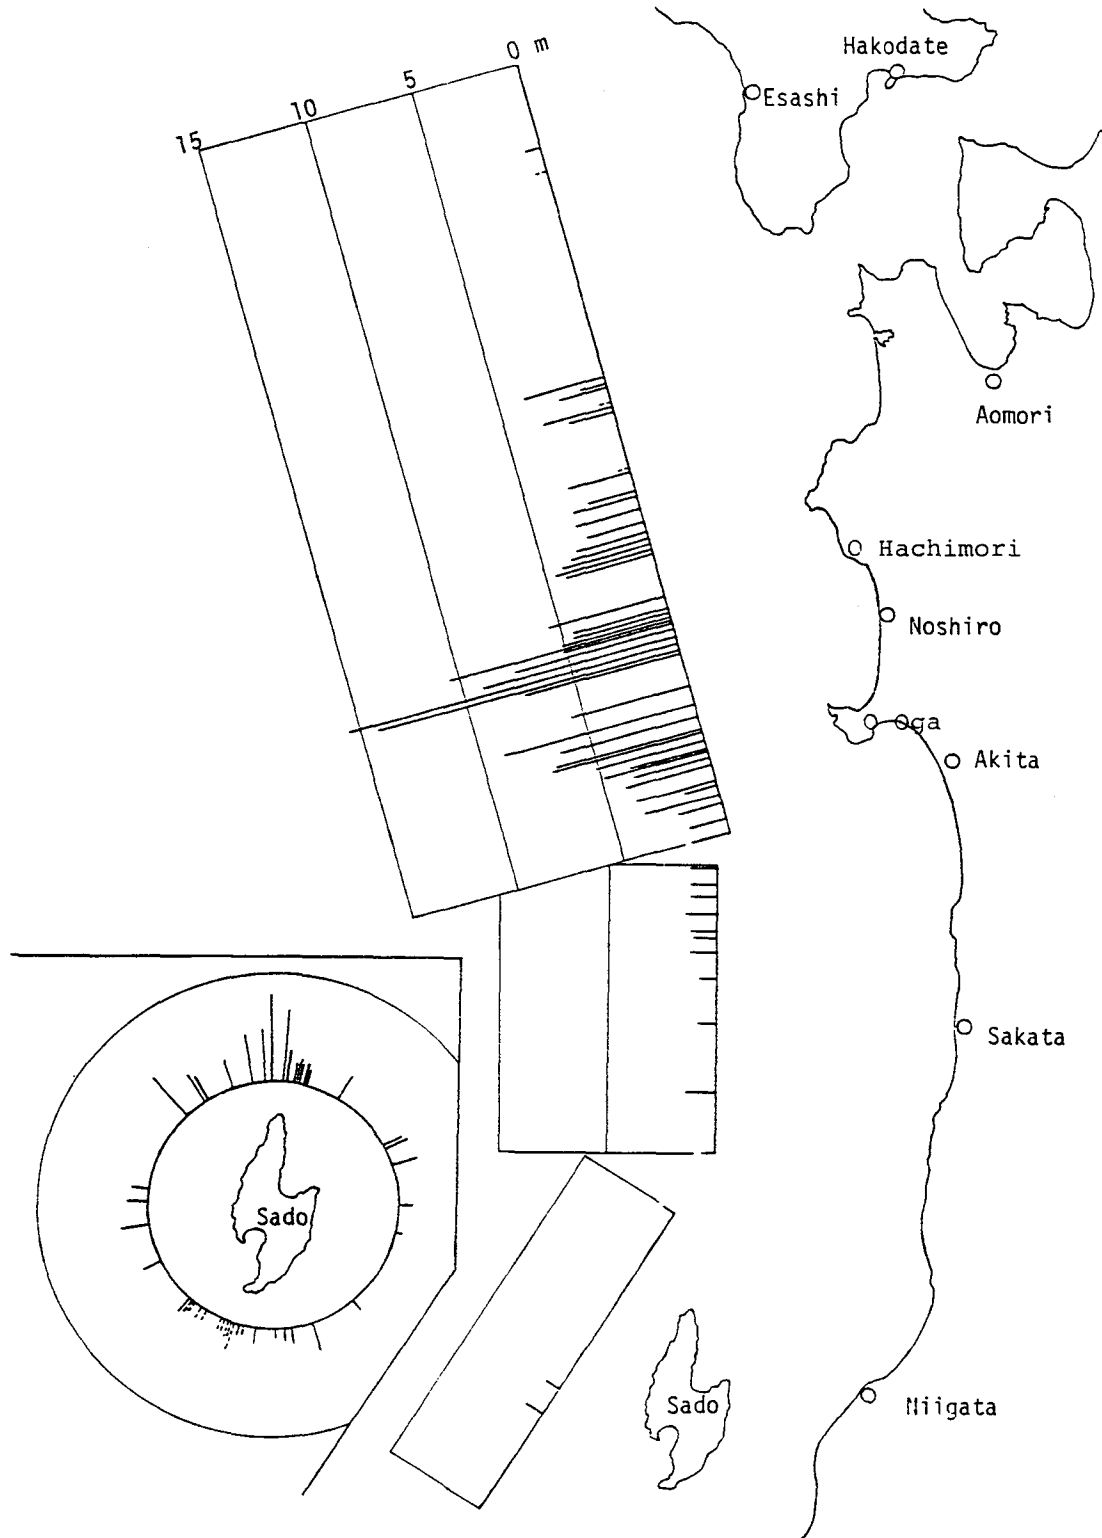 0 m
5
10
15
Hakodate
Esashi
Aomori
Hachimori
Noshiro
Oga
Akita
Sakata
Sado
Sado
Niigata